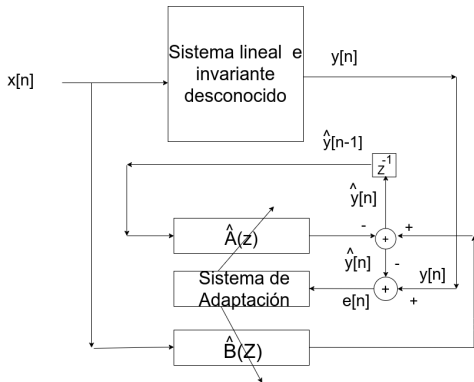 Sistema lineal e
invariante
desconocido
x[n]
y[n]
ŷ[n-1]
z⁻¹
ŷ[n]
Â(z)
- + +
ŷ[n] -
Sistema de
Adaptación
y[n]
+
e[n] +
B̂(Z)